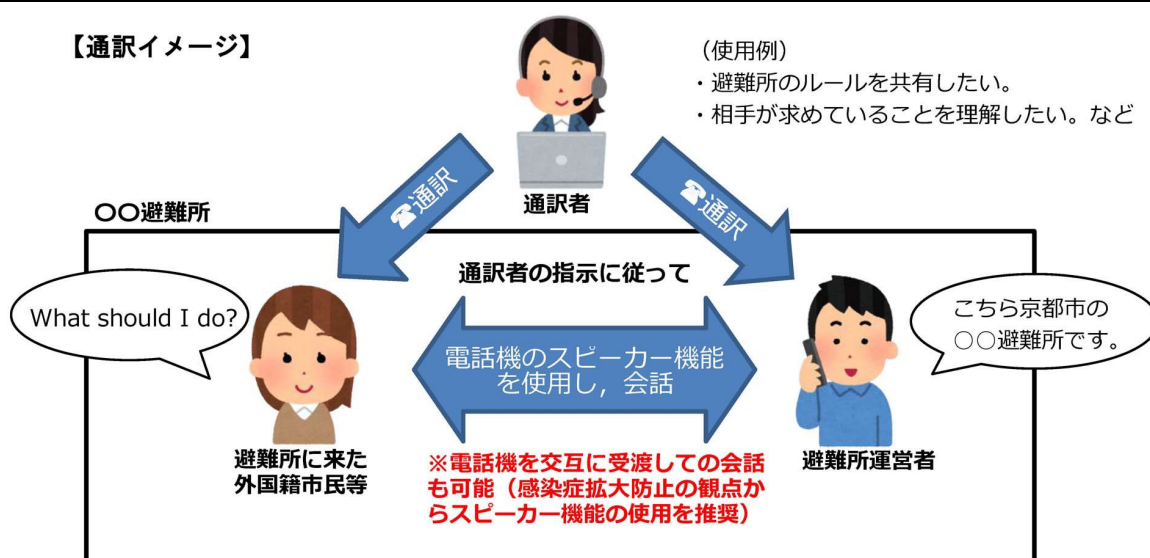 【通訳イメージ】
（使用例）
・避難所のルールを共有したい。
・相手が求めていることを理解したい。など
通訳者
☎通訳
☎通訳
〇〇避難所
通訳者の指示に従って
What should I do?
こちら京都市の
○○避難所です。
電話機のスピーカー機能
を使用し，会話
避難所に来た
外国籍市民等
避難所運営者
※電話機を交互に受渡しての会話
も可能（感染症拡大防止の観点か
らスピーカー機能の使用を推奨）